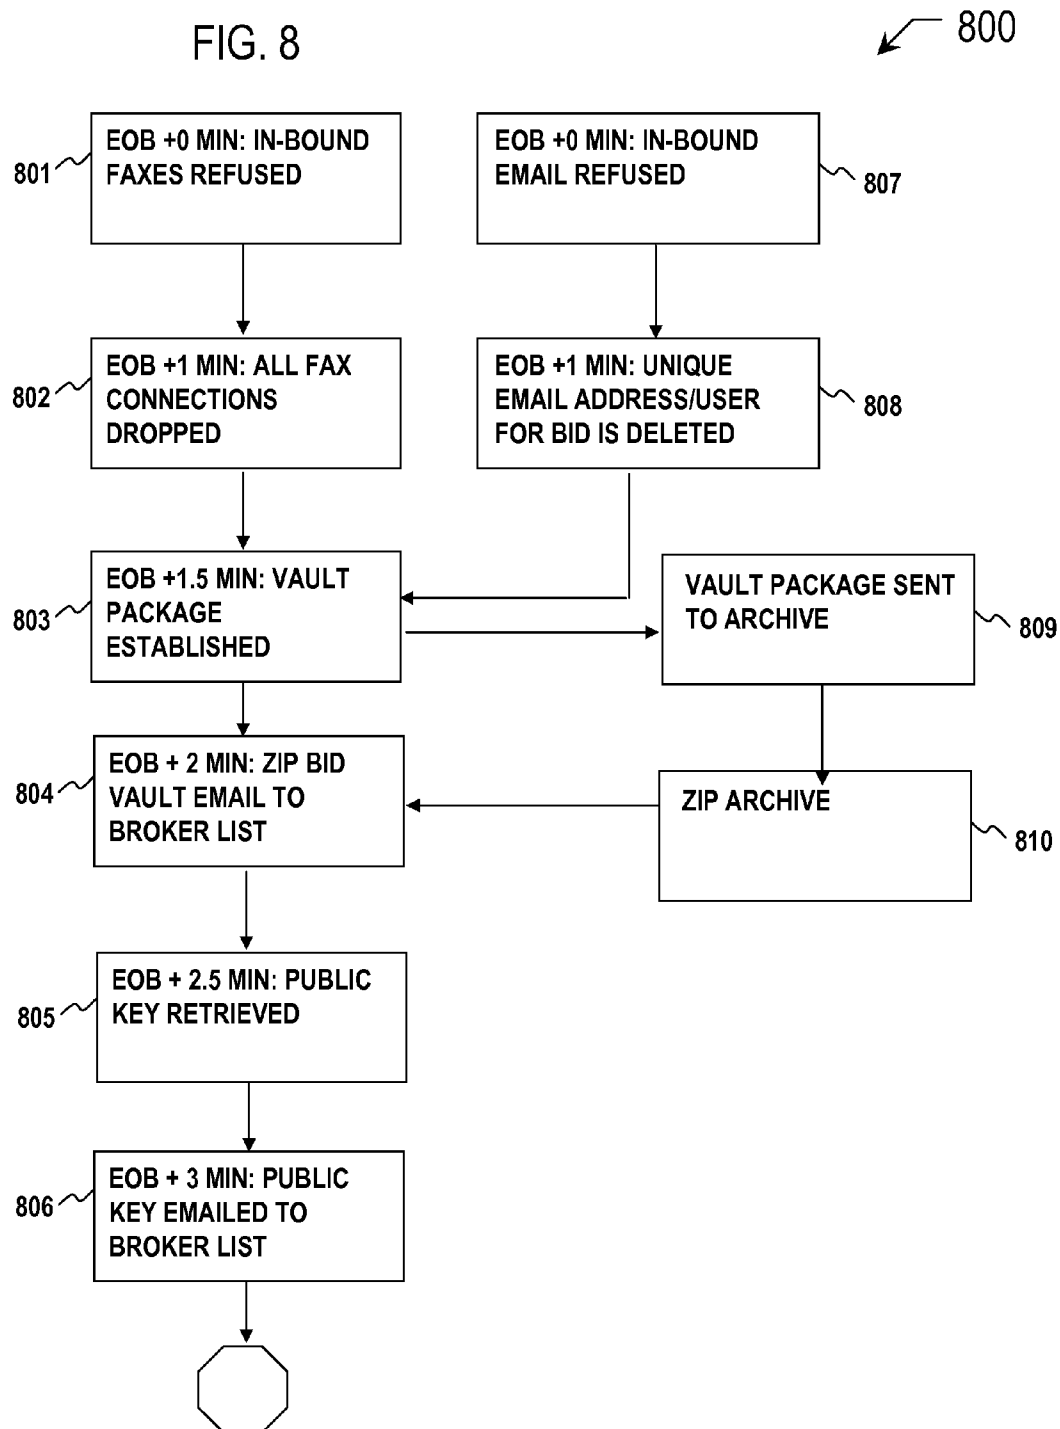 FIG. 8
800
801
EOB +0 MIN: IN-BOUND
FAXES REFUSED
EOB +0 MIN: IN-BOUND
EMAIL REFUSED
807
802
EOB +1 MIN: ALL FAX
CONNECTIONS
DROPPED
EOB +1 MIN: UNIQUE
EMAIL ADDRESS/USER
FOR BID IS DELETED
808
803
EOB +1.5 MIN: VAULT
PACKAGE
ESTABLISHED
VAULT PACKAGE SENT
TO ARCHIVE
809
804
EOB + 2 MIN: ZIP BID
VAULT EMAIL TO
BROKER LIST
ZIP ARCHIVE
810
805
EOB + 2.5 MIN: PUBLIC
KEY RETRIEVED
806
EOB + 3 MIN: PUBLIC
KEY EMAILED TO
BROKER LIST